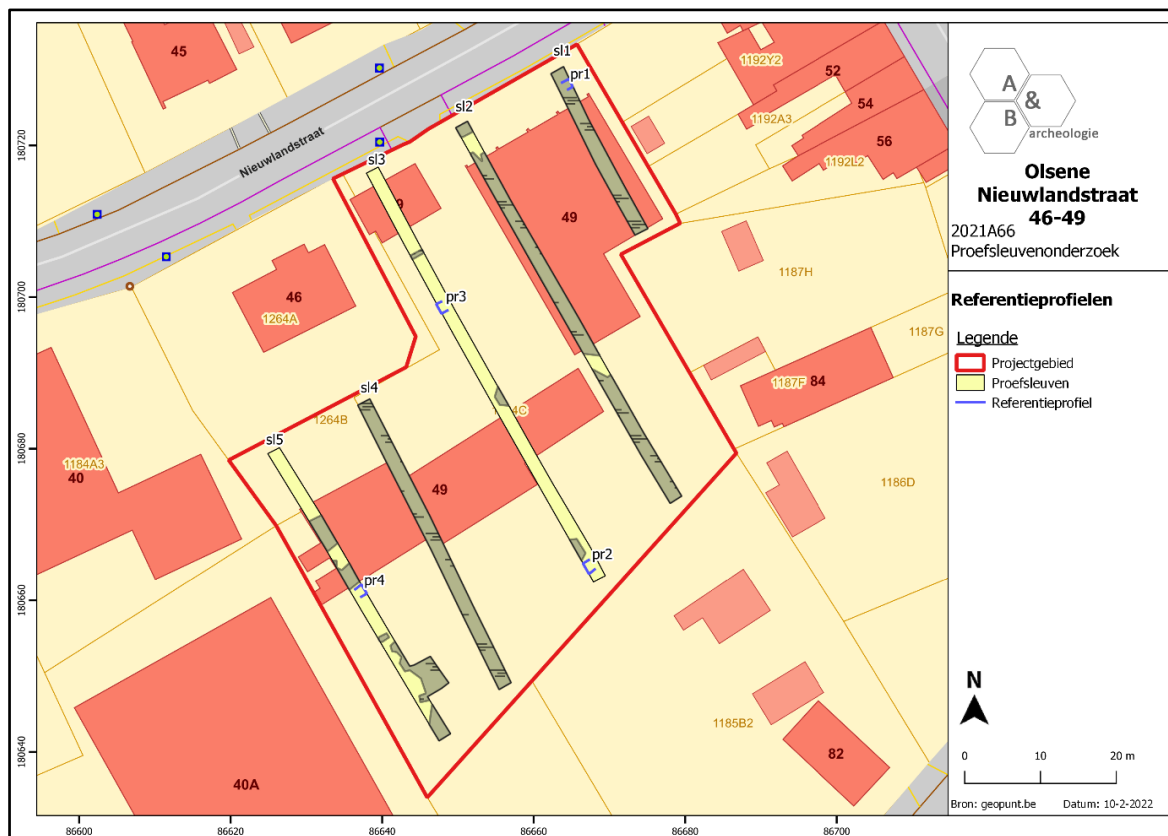 45
52
1192Y2
54
1192A3
56
1192L2
Nieuwlandstraat
sl1
pr1
sl2
sl3
9
49
46
1264A
pr3
1187H
1187G
1187F
84
sl4
1264B
4C
sl5
1184A3
40
49
1186D
pr2
pr4
1185B2
82
40A
180720
180700
180680
180660
180640
86600
86620
86640
86660
86680
86700
A
&
B
archeologie
Olsene
Nieuwlandstraat
46-49
2021A66
Proefsleuvenonderzoek
Referentieprofielen
Legende
Projectgebied
Proefsleuven
Referentieprofiel
N
0 10 20 m
Bron: geopunt.be Datum: 10-2-2022